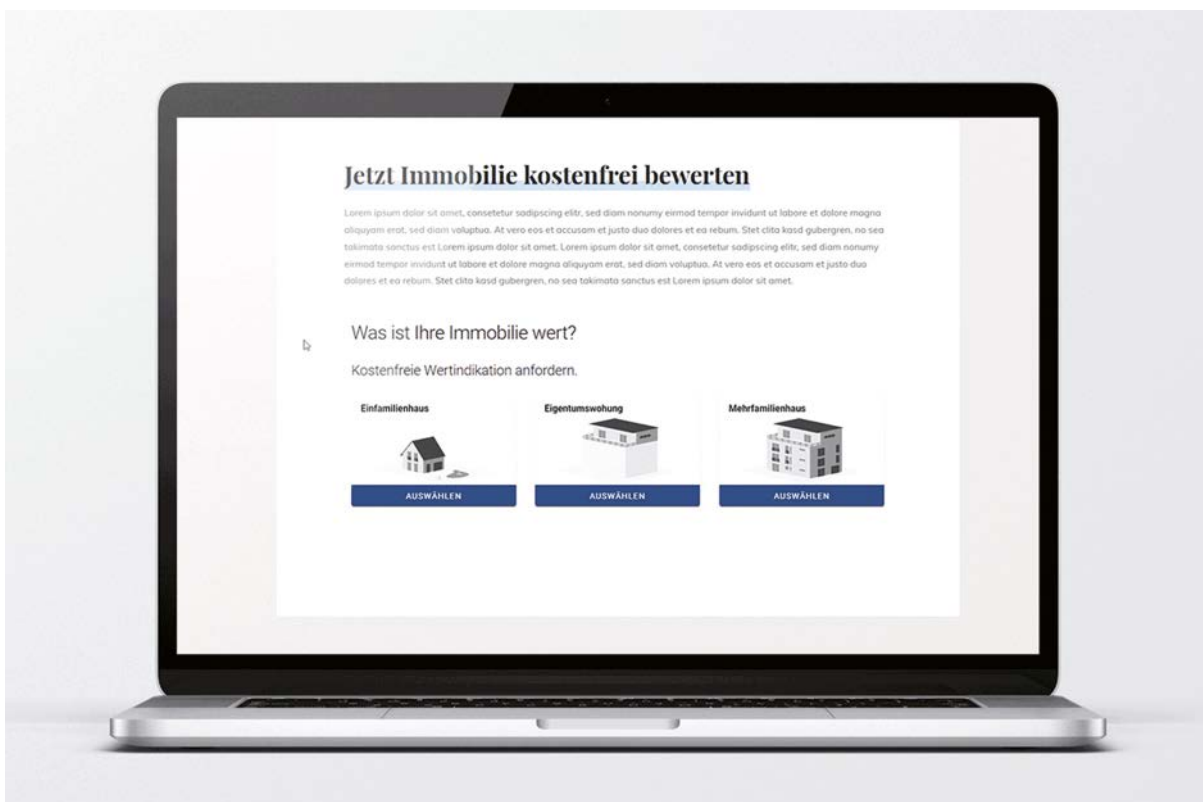 Jetzt Immobilie kostenfrei bewerten
Lorem ipsum dolor sit amet, consetetur sadipscing elitr, sed diam nonumy eirmod tempor invidunt ut labore et dolore magna
aliquyam erat, sed diam voluptua. At vero eos et accusam et justo duo dolores et ea rebum. Stet clita kasd gubergren, no sea
takimata sanctus est Lorem ipsum dolor sit amet. Lorem ipsum dolor sit amet, consetetur sadipscing elitr, sed diam nonumy
eirmod tempor invidunt ut labore et dolore magna aliquyam erat, sed diam voluptua. At vero eos et accusam et justo duo
dolores et ea rebum. Stet clita kasd gubergren, no sea takimata sanctus est Lorem ipsum dolor sit amet.
Was ist Ihre Immobilie wert?
Kostenfreie Wertindikation anfordern.
Einfamilienhaus
Eigentumswohung
Mehrfamilienhaus
AUSWÄHLEN
AUSWÄHLEN
AUSWÄHLEN